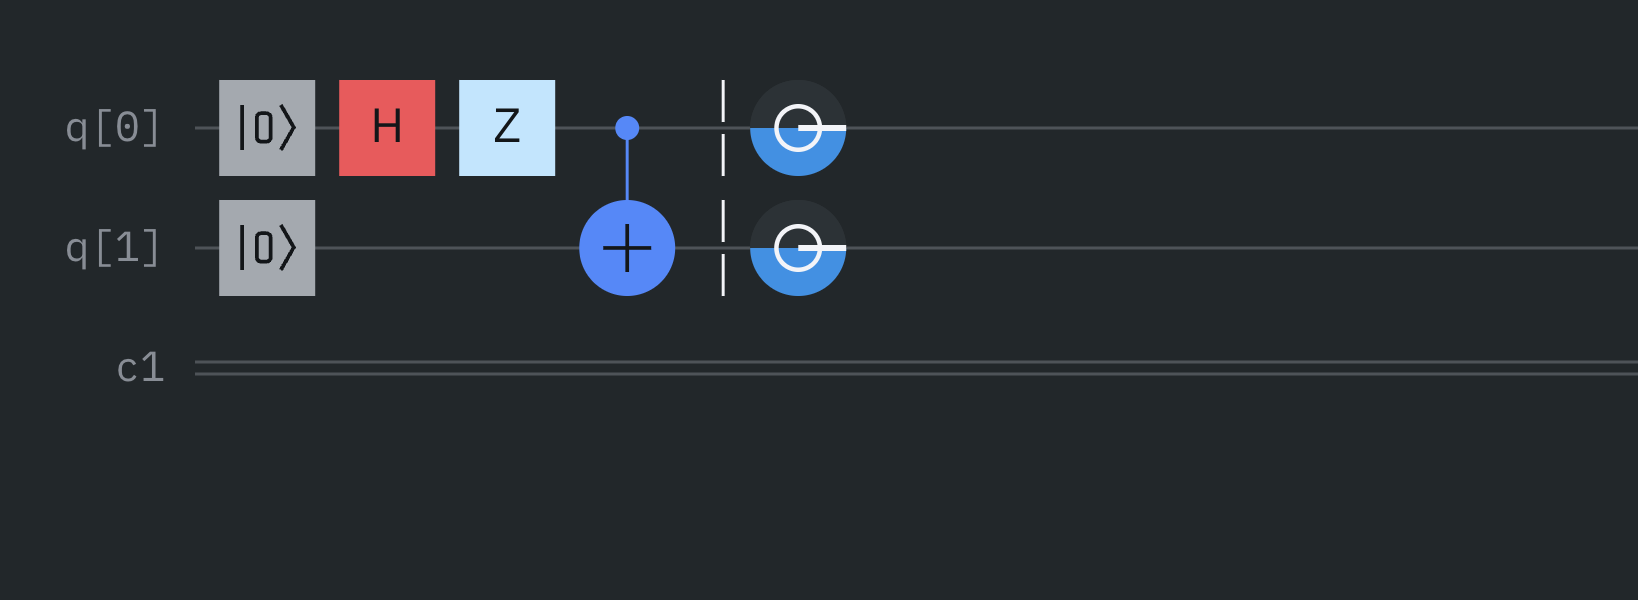 q[0] |0⟩ H Z
q[1] |0⟩ +
c1